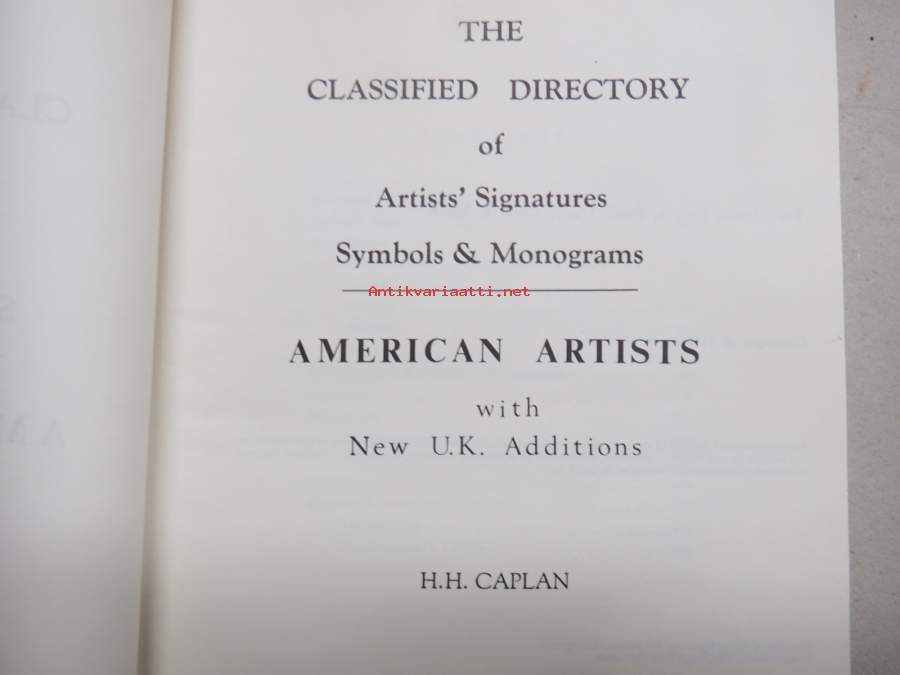 THE
CLASSIFIED DIRECTORY
of
Artists' Signatures
Symbols & Monograms
Antikvariaatti.net
AMERICAN ARTISTS
with
New U.K. Additions
H.H. CAPLAN